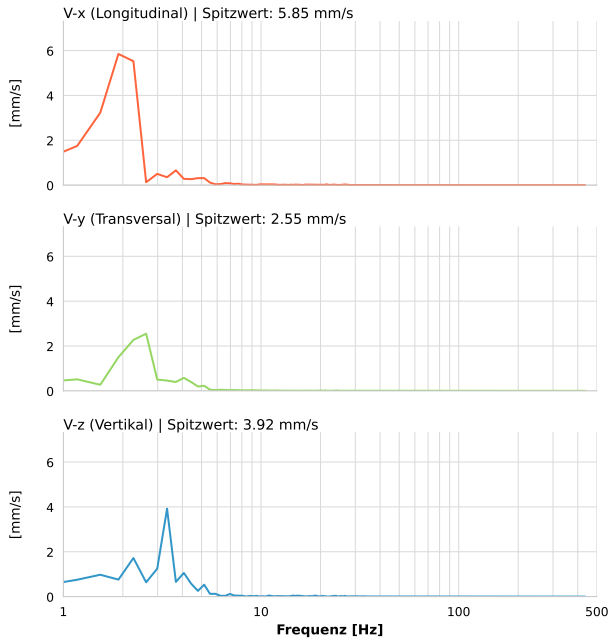 V-x (Longitudinal) | Spitzwert: 5.85 mm/s
6
4
2
0
[mm/s]
V-y (Transversal) | Spitzwert: 2.55 mm/s
6
4
2
0
[mm/s]
V-z (Vertikal) | Spitzwert: 3.92 mm/s
6
4
2
0
[mm/s]
1 10 100 500
Frequenz [Hz]